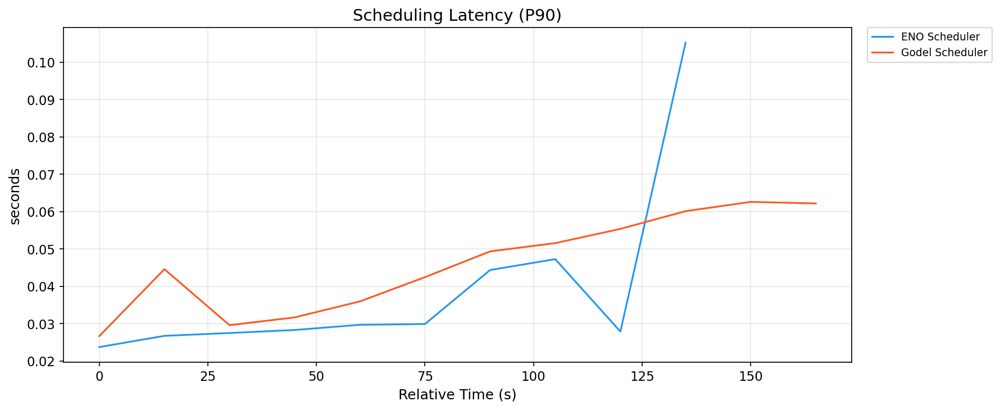 Scheduling Latency (P90)
ENO Scheduler
Godel Scheduler
seconds
0.10
0.09
0.08
0.07
0.06
0.05
0.04
0.03
0.02
0 25 50 75 100 125 150
Relative Time (s)